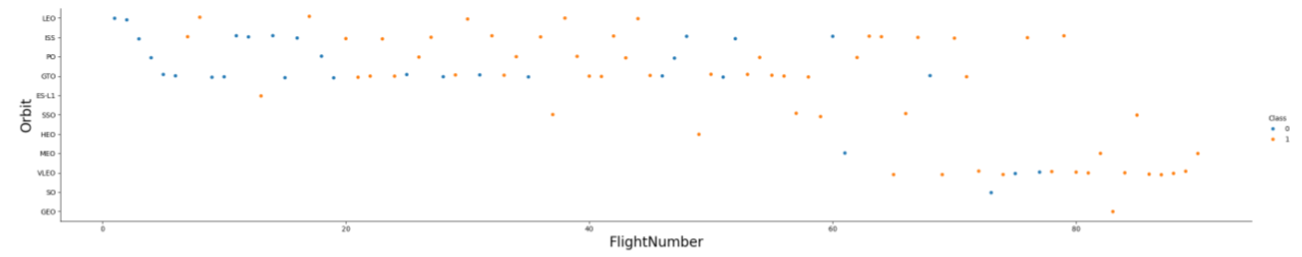 LEO
ISS
PO
GTO
ES-L1
SSO
HEO
MEO
VLEO
SO
GEO
Orbit
0 20 40 60 80
FlightNumber
Class
0
1